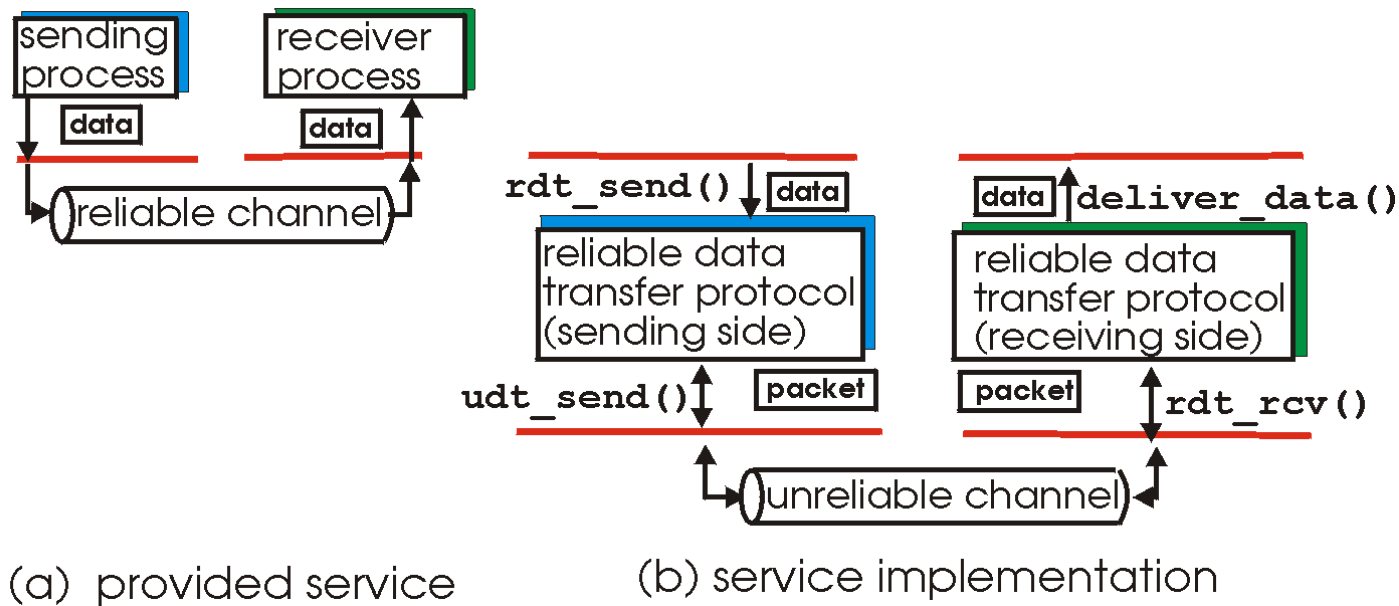 sending
process
receiver
process
data
data
reliable channel
(a) provided service
rdt_send()
data
data
deliver_data()
reliable data
transfer protocol
(sending side)
reliable data
transfer protocol
(receiving side)
udt_send()
packet
packet
rdt_rcv()
unreliable channel
(b) service implementation